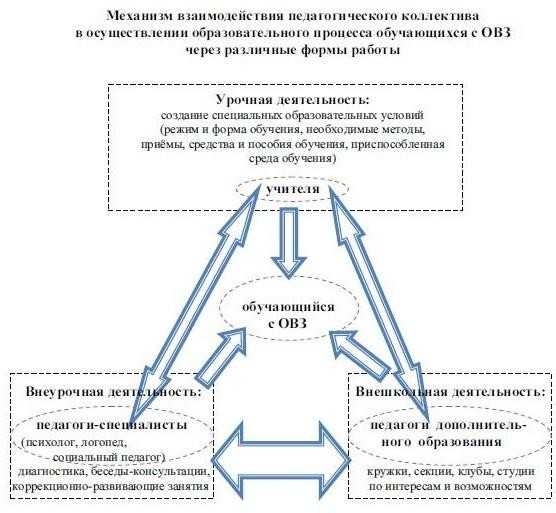 Механизм взаимодействия педагогического коллектива
в осуществлении образовательного процесса обучающихся с ОВЗ
через различные формы работы
Урочная деятельность:
создание специальных образовательных условий
(режим и форма обучения, необходимые методы,
приёмы, средства и пособия обучения, приспособленная
среда обучения)
учителя
обучающийся
с ОВЗ
Внеурочная деятельность:
педагоги-специалисты
(психолог, логопед,
социальный педагог)
диагностика, беседы-консультации,
коррекционно-развивающие занятия
Внешкольная деятельность:
педагоги дополнитель-
ного образования
кружки, секции, клубы, студии
по интересам и возможностям